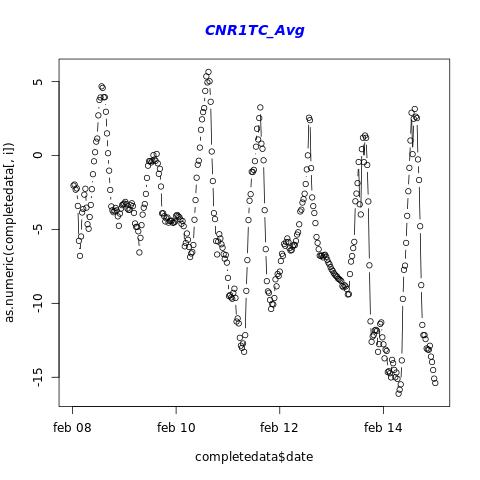 CNR1TC_Avg
as.numeric(completedata[, i])
5
0
-5
-10
-15
feb 08
feb 10
feb 12
feb 14
completedata$date